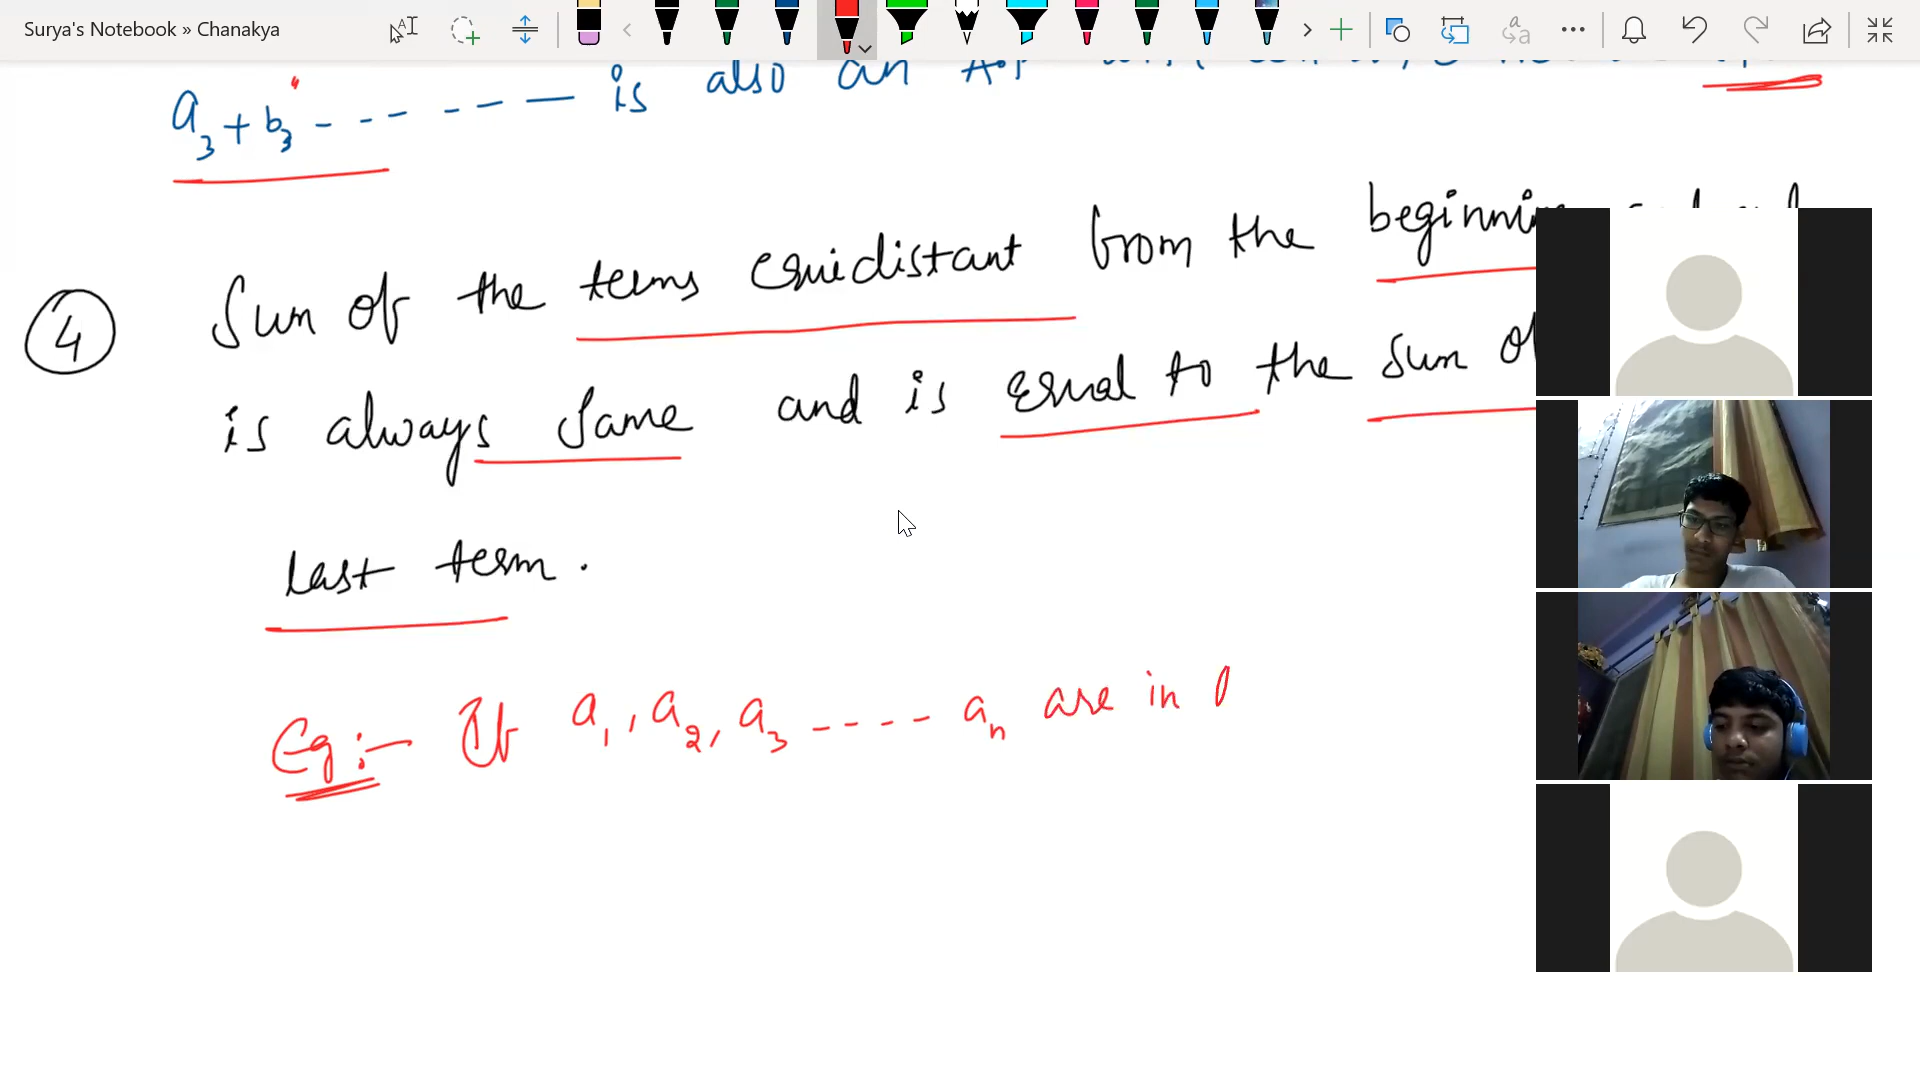 Surya's Notebook » Chanakya
a3 + b3 - - - - - - - is also an A.P
④ Sum of the terms equidistant from the beginnin
is always same and is equal to the sum of
last term.
Eg:- If a1, a2, a3 - - - - an are in